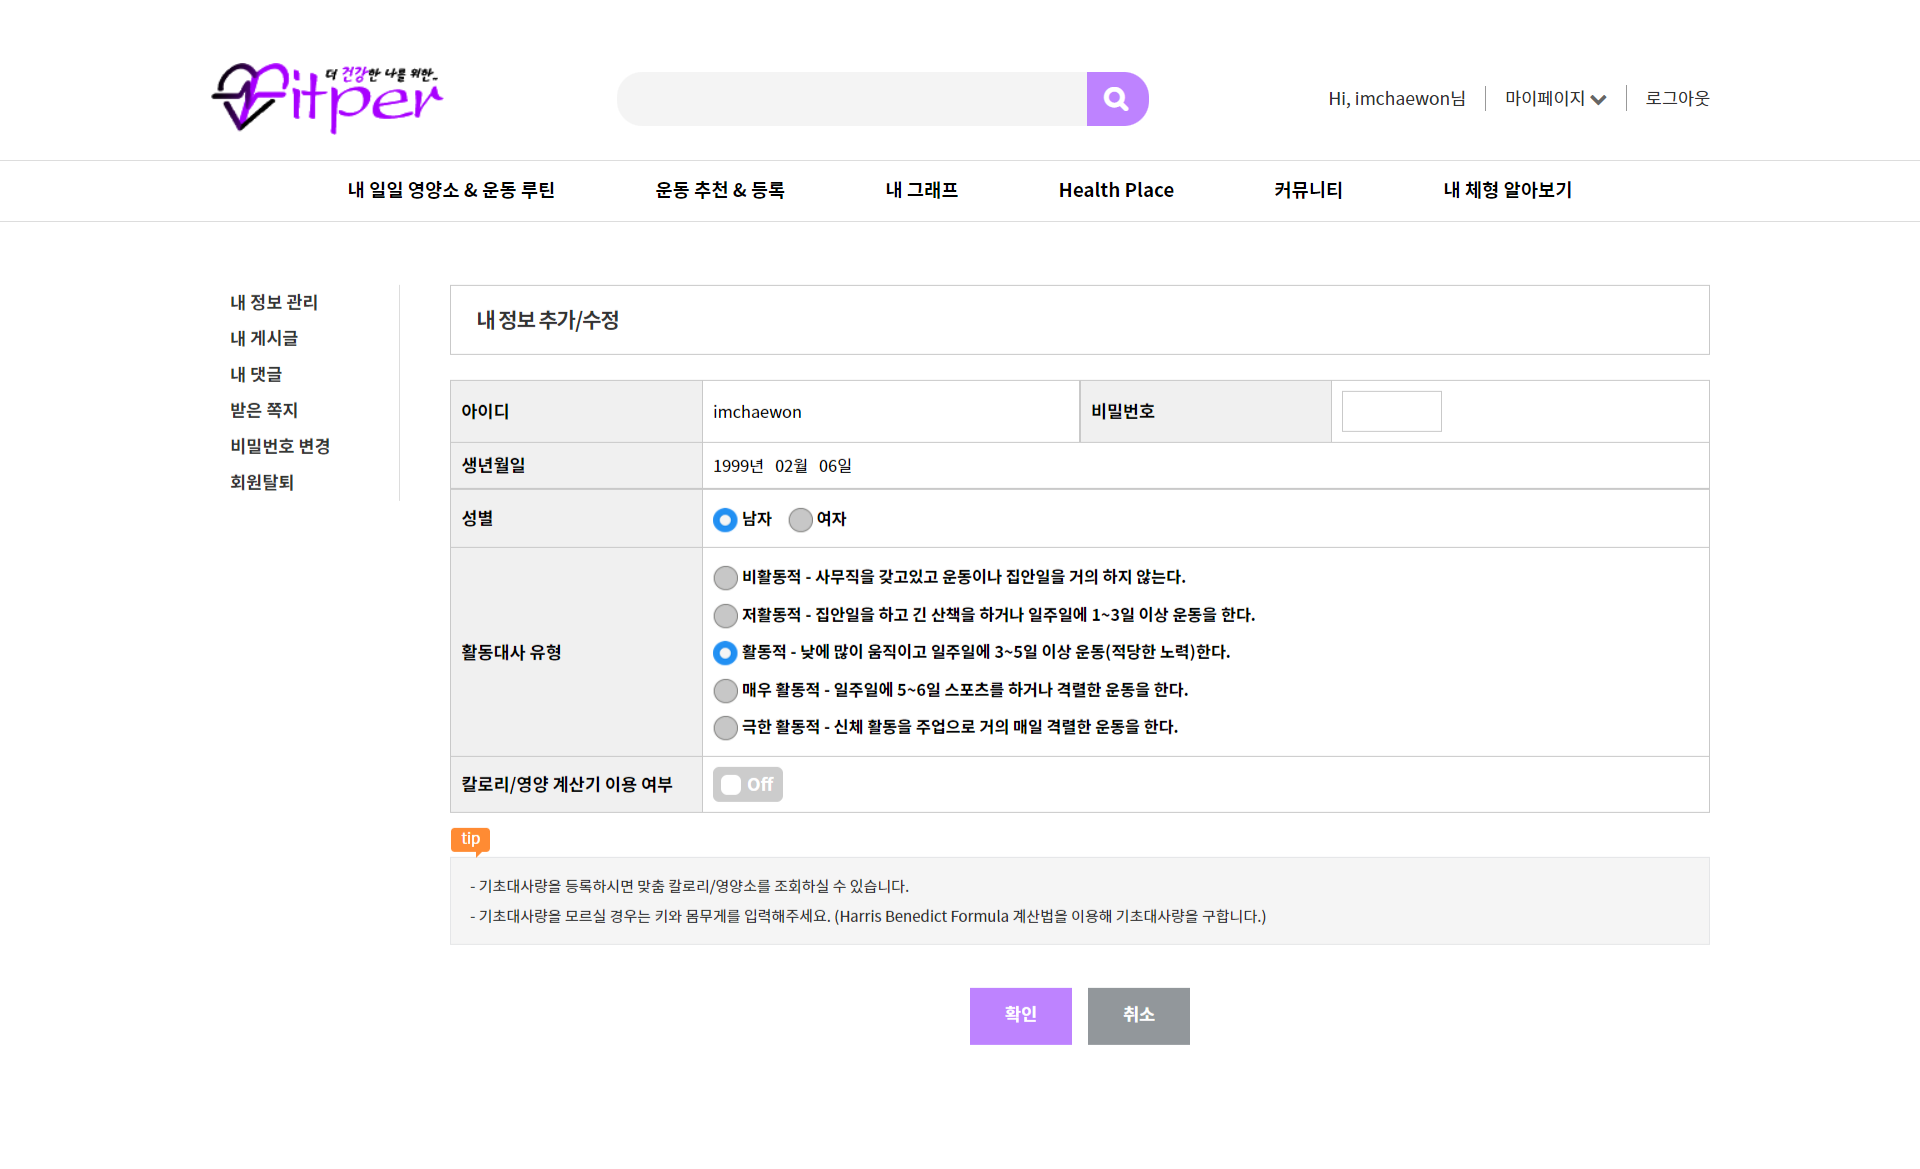 더 건강한 나를 위한..
Fitper
Hi, imchaewon님
마이페이지
로그아웃
내 일일 영양소 & 운동 루틴
운동 추천 & 등록
내 그래프
Health Place
커뮤니티
내 체형 알아보기
내 정보 관리
내 게시글
내 댓글
받은 쪽지
비밀번호 변경
회원탈퇴
내 정보 추가/수정
아이디
imchaewon
비밀번호
생년월일
1999년 02월 06일
성별
남자
여자
활동대사 유형
비활동적 - 사무직을 갖고있고 운동이나 집안일을 거의 하지 않는다.
저활동적 - 집안일을 하고 긴 산책을 하거나 일주일에 1~3일 이상 운동을 한다.
활동적 - 낮에 많이 움직이고 일주일에 3~5일 이상 운동(적당한 노력)한다.
매우 활동적 - 일주일에 5~6일 스포츠를 하거나 격렬한 운동을 한다.
극한 활동적 - 신체 활동을 주업으로 거의 매일 격렬한 운동을 한다.
칼로리/영양 계산기 이용 여부
Off
tip
- 기초대사량을 등록하시면 맞춤 칼로리/영양소를 조회하실 수 있습니다.
- 기초대사량을 모르실 경우는 키와 몸무게를 입력해주세요. (Harris Benedict Formula 계산법을 이용해 기초대사량을 구합니다.)
확인
취소